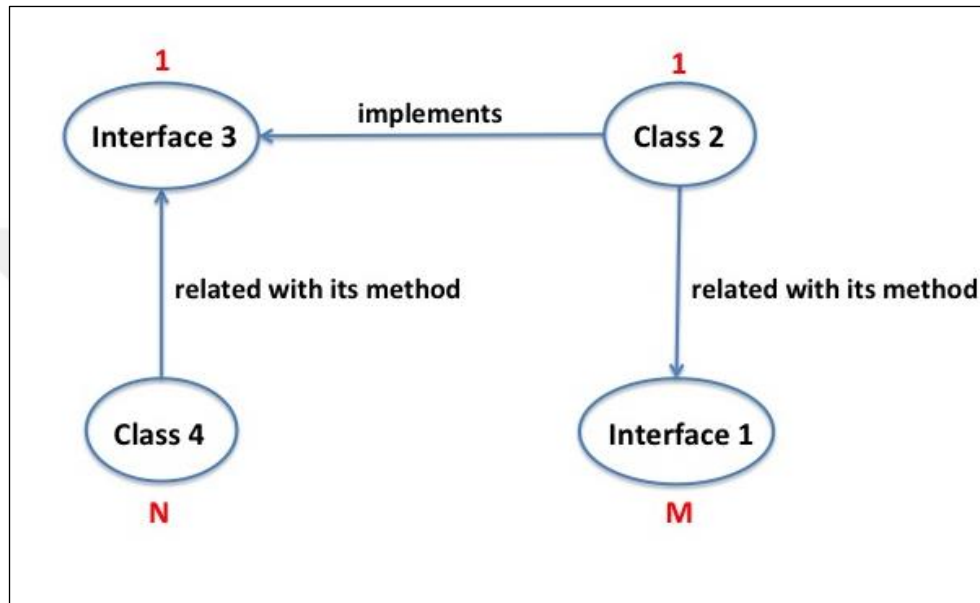 1
1
implements
Interface 3
Class 2
related with its method
related with its method
Class 4
Interface 1
N
M